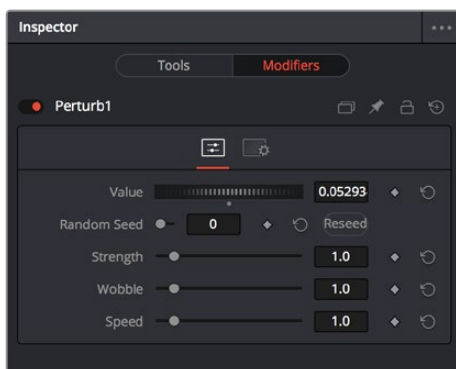 Inspector
Tools Modifiers
Perturb1
Value 0.05293
Random Seed 0 Reseed
Strength 1.0
Wobble 1.0
Speed 1.0